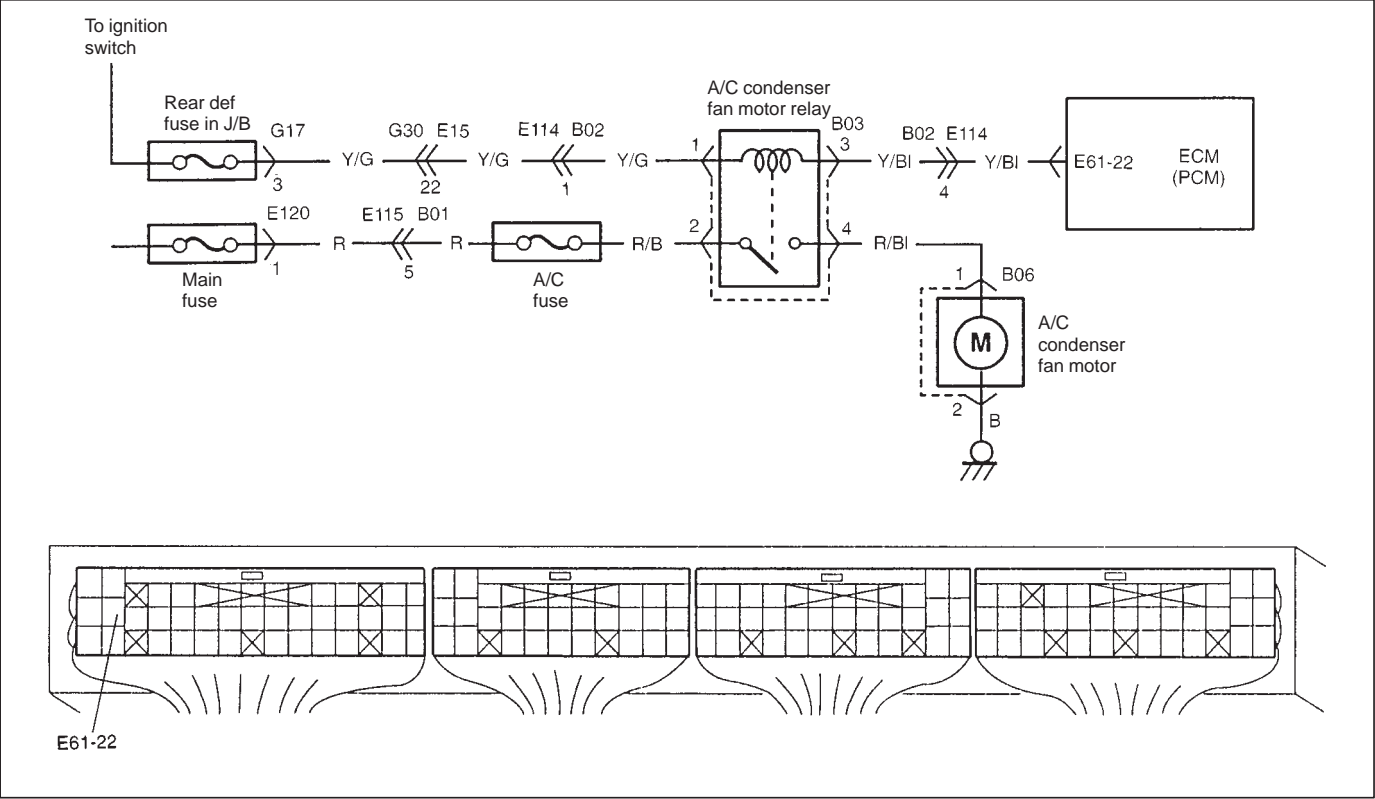 To ignition
switch
Rear def
fuse in J/B
G17
G30 E15
E114 B02
A/C condenser
fan motor relay
B03
B02 E114
3
Y/G
22
Y/G
1
Y/G
1
3
Y/Bl
4
Y/Bl
E61-22
ECM
(PCM)
E120
E115 B01
1
R
5
R
R/B
2
4
R/Bl
Main
fuse
A/C
fuse
1
B06
M
A/C
condenser
fan motor
2
B
E61-22